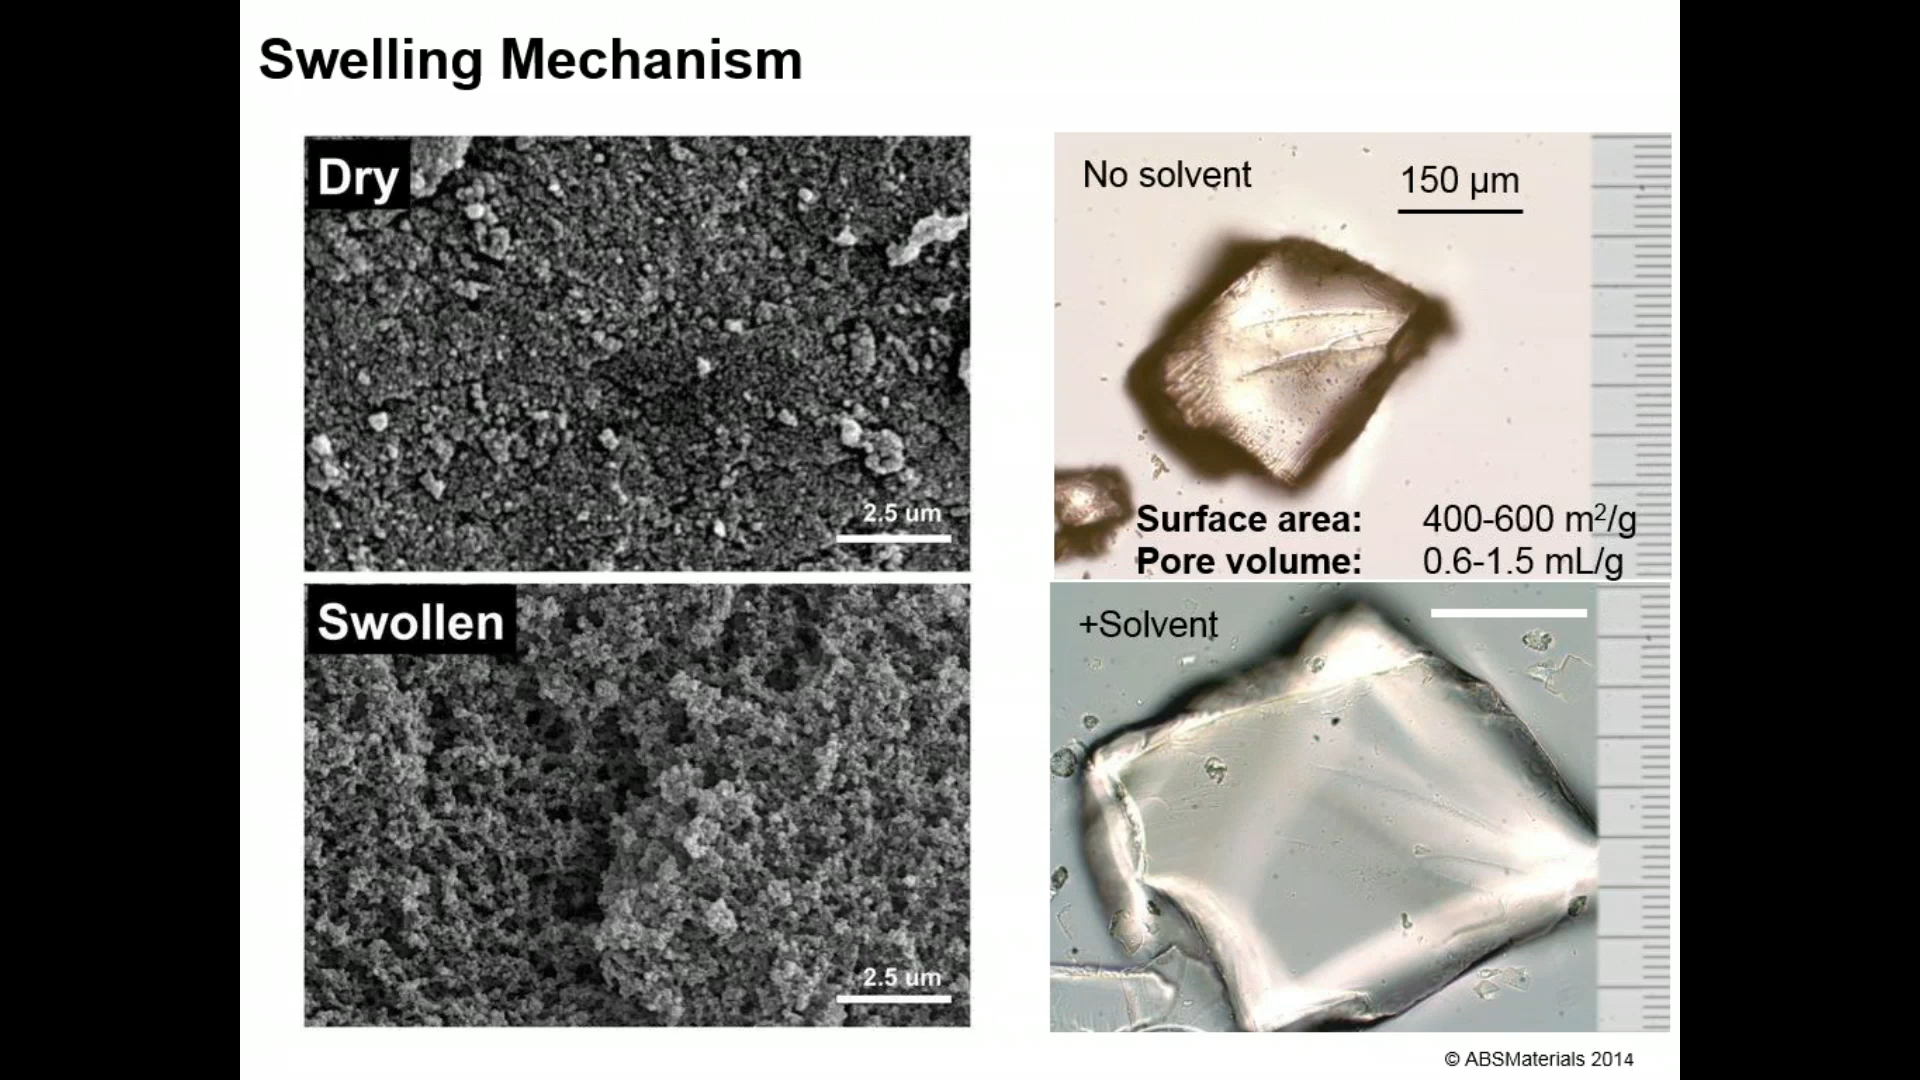 Swelling Mechanism
Dry
2.5 um
Swollen
2.5 um
No solvent
150 µm
Surface area: 400-600 m²/g
Pore volume: 0.6-1.5 mL/g
+Solvent
© ABSMaterials 2014